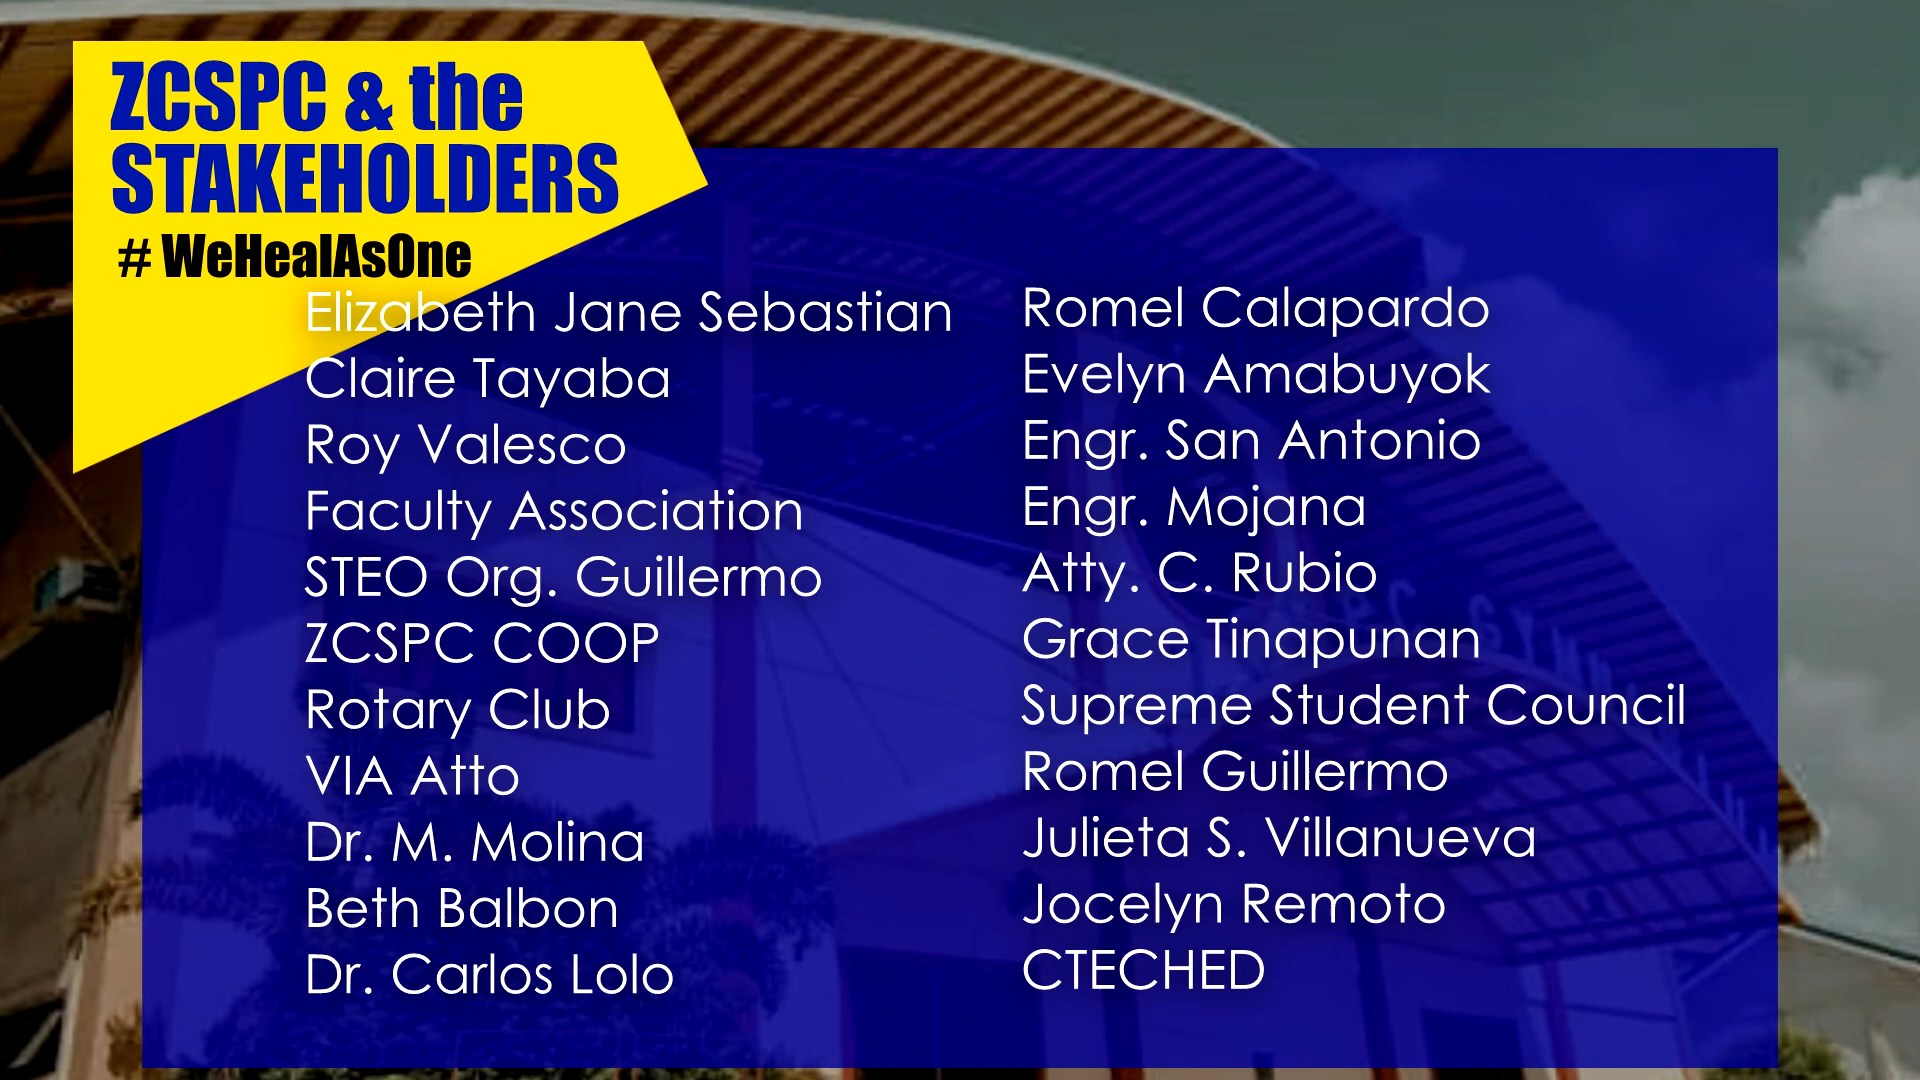 ZCSPC & the
STAKEHOLDERS
# WeHealAsOne
Elizabeth Jane Sebastian
Claire Tayaba
Roy Valesco
Faculty Association
STEO Org. Guillermo
ZCSPC COOP
Rotary Club
VIA Atto
Dr. M. Molina
Beth Balbon
Dr. Carlos Lolo
Romel Calapardo
Evelyn Amabuyok
Engr. San Antonio
Engr. Mojana
Atty. C. Rubio
Grace Tinapunan
Supreme Student Council
Romel Guillermo
Julieta S. Villanueva
Jocelyn Remoto
CTECHED